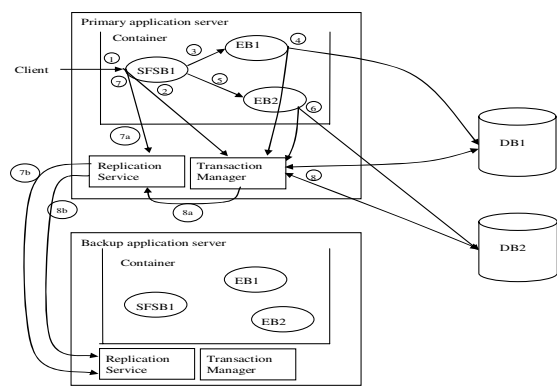 Primary application server
Container
Client
1
7
SFSB1
2
3
EB1
4
5
EB2
6
DB1
7a
7b
Replication
Service
Transaction
Manager
8
8b
8a
DB2
Backup application server
Container
EB1
SFSB1
EB2
Replication
Service
Transaction
Manager